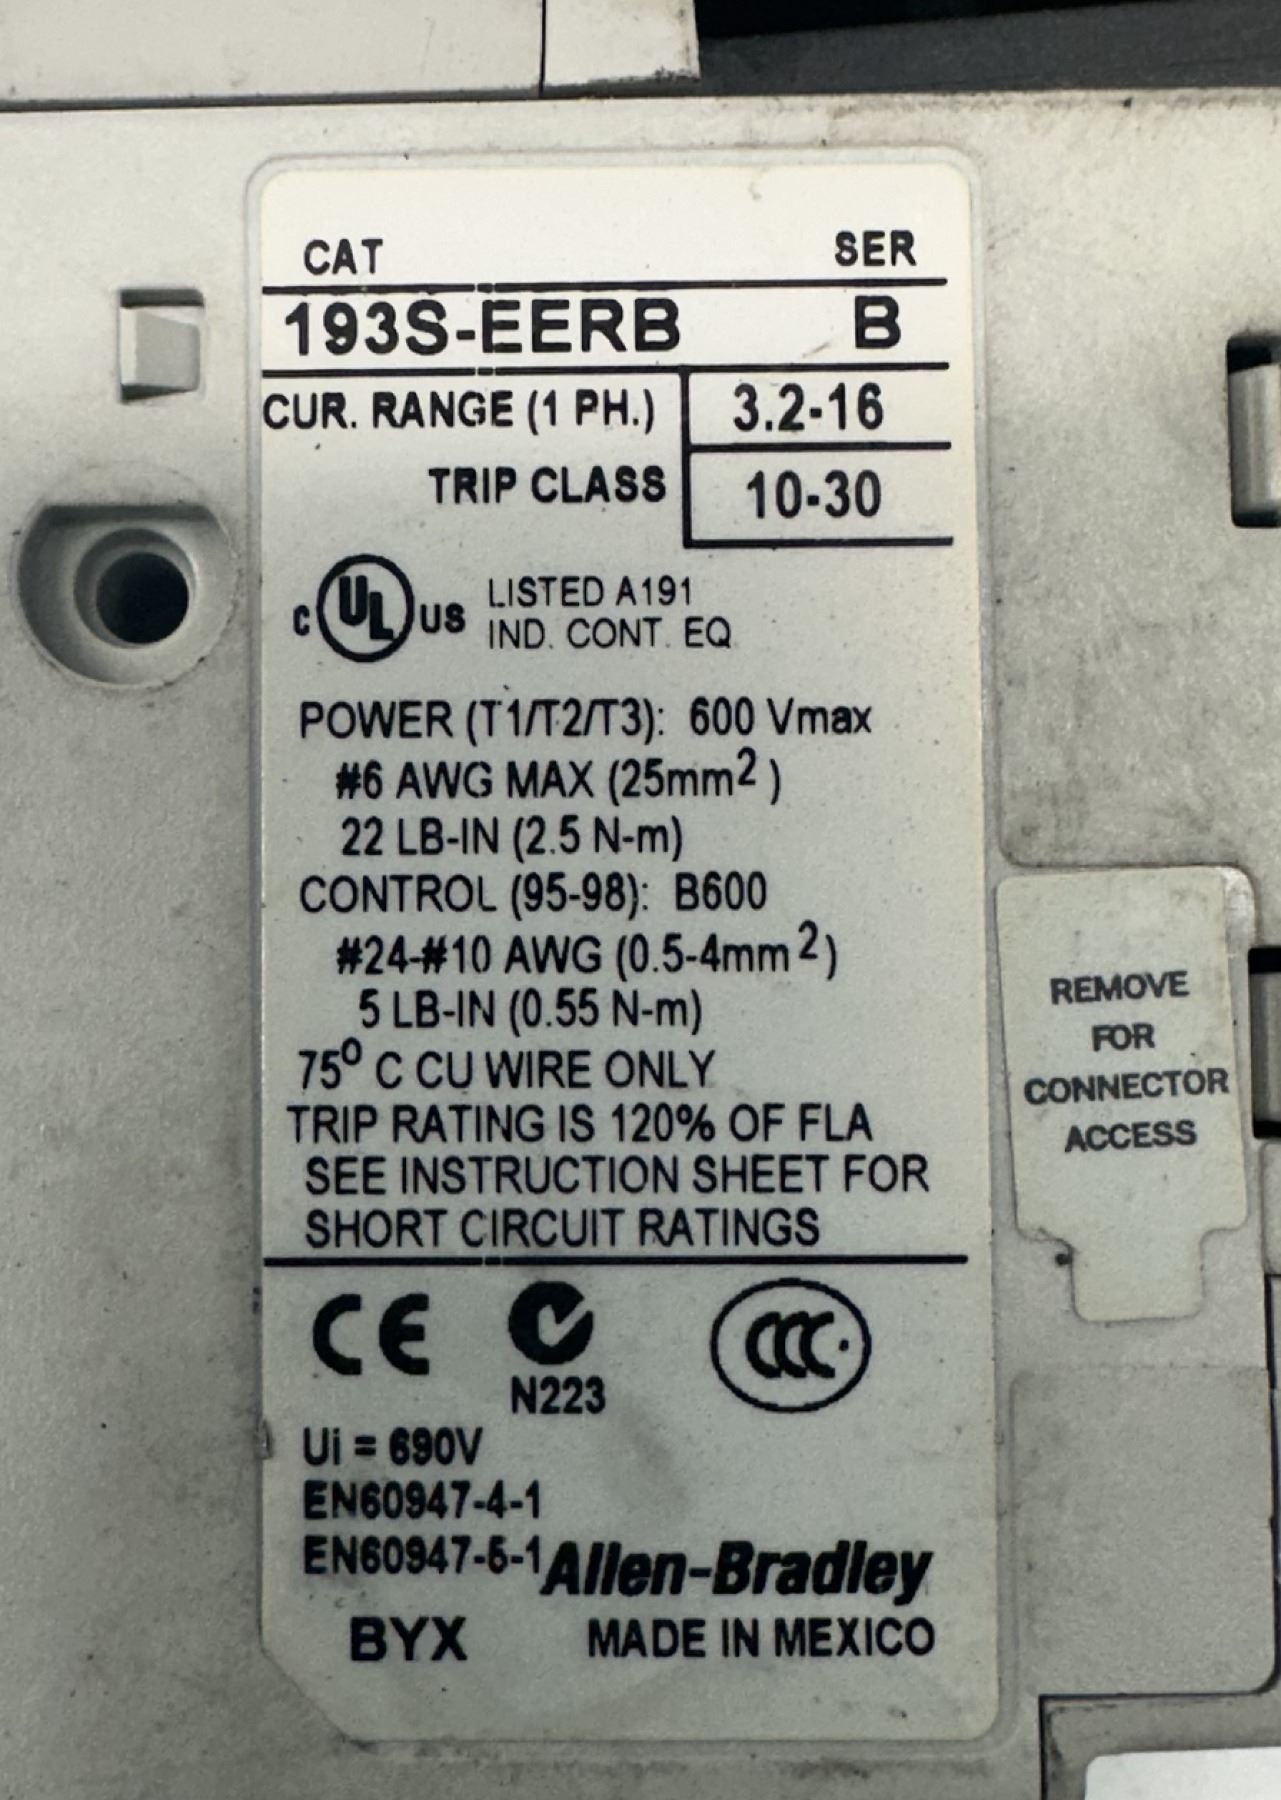 CAT SER
193S-EERB B
CUR. RANGE (1 PH.) 3.2-16
TRIP CLASS 10-30
C UL US LISTED A191
IND. CONT. EQ
POWER (T1/T2/T3): 600 Vmax
#6 AWG MAX (25mm²)
22 LB-IN (2.5 N-m)
CONTROL (95-98): B600
#24-#10 AWG (0.5-4mm²)
5 LB-IN (0.55 N-m)
75° C CU WIRE ONLY
TRIP RATING IS 120% OF FLA
SEE INSTRUCTION SHEET FOR
SHORT CIRCUIT RATINGS
CE CCC
N223
Ui = 690V
EN60947-4-1
EN60947-5-1 Allen-Bradley
BYX MADE IN MEXICO
REMOVE
FOR
CONNECTOR
ACCESS